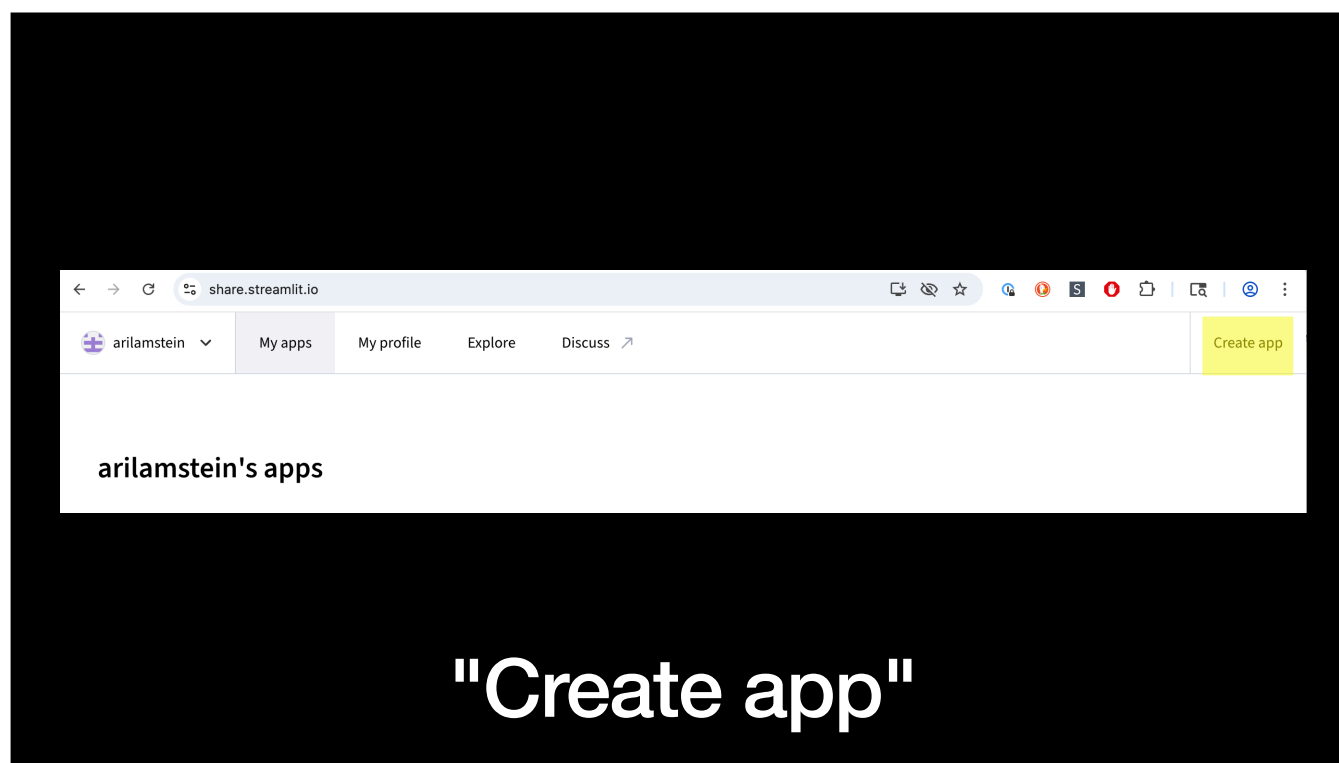 share.streamlit.io
S
arilamstein My apps My profile Explore Discuss Create app
arilamstein's apps
"Create app"